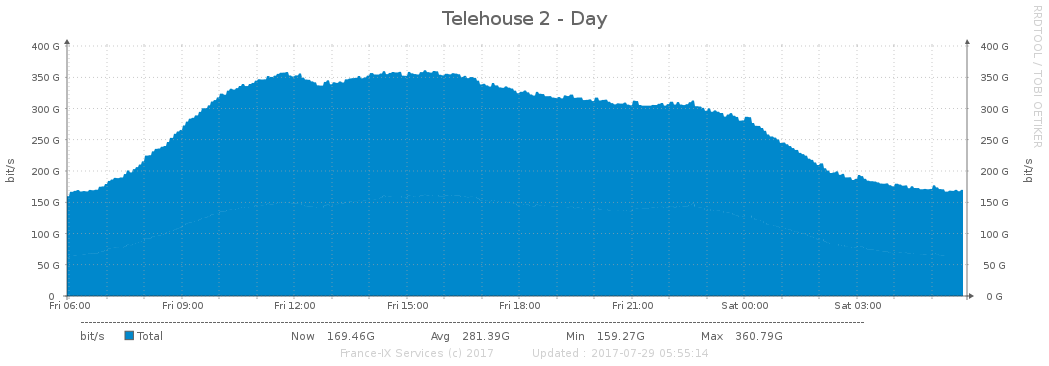 Telehouse 2 - Day
RRDTOOL / TOBI OETIKER
400 G 400 G
350 G 350 G
300 G 300 G
250 G 250 G
200 G 200 G
150 G 150 G
100 G 100 G
50 G 50 G
0 0 G
bit/s bit/s
Fri 06:00 Fri 09:00 Fri 12:00 Fri 15:00 Fri 18:00 Fri 21:00 Sat 00:00 Sat 03:00
bit/s Total Now 169.46G Avg 281.39G Min 159.27G Max 360.79G
France-IX Services (c) 2017 Updated : 2017-07-29 05:55:14